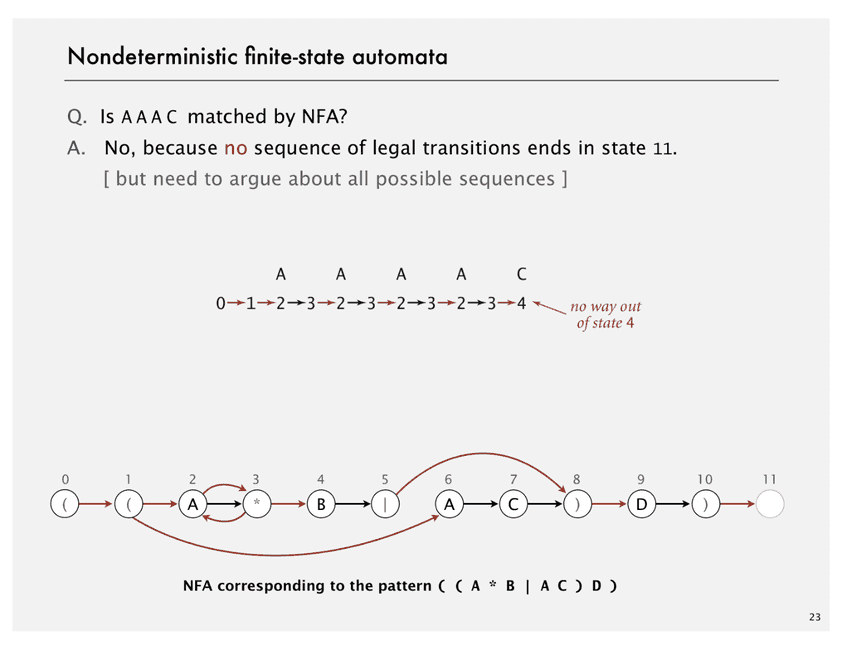 Nondeterministic finite-state automata
Q. Is A A A C matched by NFA?
A. No, because no sequence of legal transitions ends in state 11.
[ but need to argue about all possible sequences ]
A A A A C
0 1 2 3 2 3 2 3 2 3 4
no way out
of state 4
0 1 2 3 4 5 6 7 8 9 10 11
( ( A * B | A C ) D )
NFA corresponding to the pattern ( ( A * B | A C ) D )
23